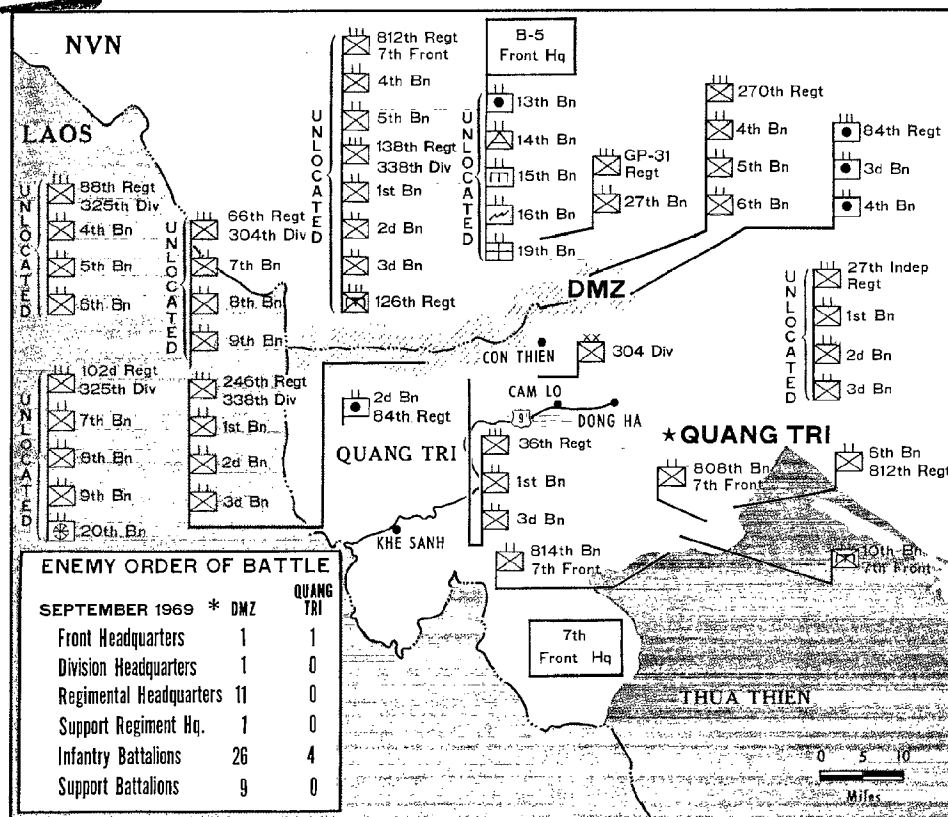 NVN
LAOS
UNLOCATED
88th Regt
325th Div
4th Bn
5th Bn
6th Bn
UNLOCATED
102d Regt
325th Div
7th Bn
8th Bn
9th Bn
20th Bn
UNLOCATED
66th Regt
304th Div
7th Bn
8th Bn
9th Bn
246th Regt
338th Div
1st Bn
2d Bn
3d Bn
UNLOCATED
812th Regt
7th Front
4th Bn
5th Bn
138th Regt
338th Div
1st Bn
2d Bn
3d Bn
126th Regt
B-5
Front Hq
UNLOCATED
13th Bn
14th Bn
15th Bn
16th Bn
19th Bn
GP-31
Regt
27th Bn
270th Regt
4th Bn
5th Bn
6th Bn
84th Regt
3d Bn
4th Bn
DMZ
UNLOCATED
27th Indep
Regt
1st Bn
2d Bn
3d Bn
CON THIEN
XX
304 Div
CAM LO
9
DONG HA
2d Bn
84th Regt
QUANG TRI
36th Regt
1st Bn
3d Bn
★QUANG TRI
808th Bn
7th Front
6th Bn
812th Regt
KHE SANH
814th Bn
7th Front
10th Bn
7th Front
7th
Front Hq
THUA THIEN
ENEMY ORDER OF BATTLE
SEPTEMBER 1969 * DMZ QUANG TRI
Front Headquarters 1 1
Division Headquarters 1 0
Regimental Headquarters 11 0
Support Regiment Hq. 1 0
Infantry Battalions 26 4
Support Battalions 9 0
0 5 10
Miles